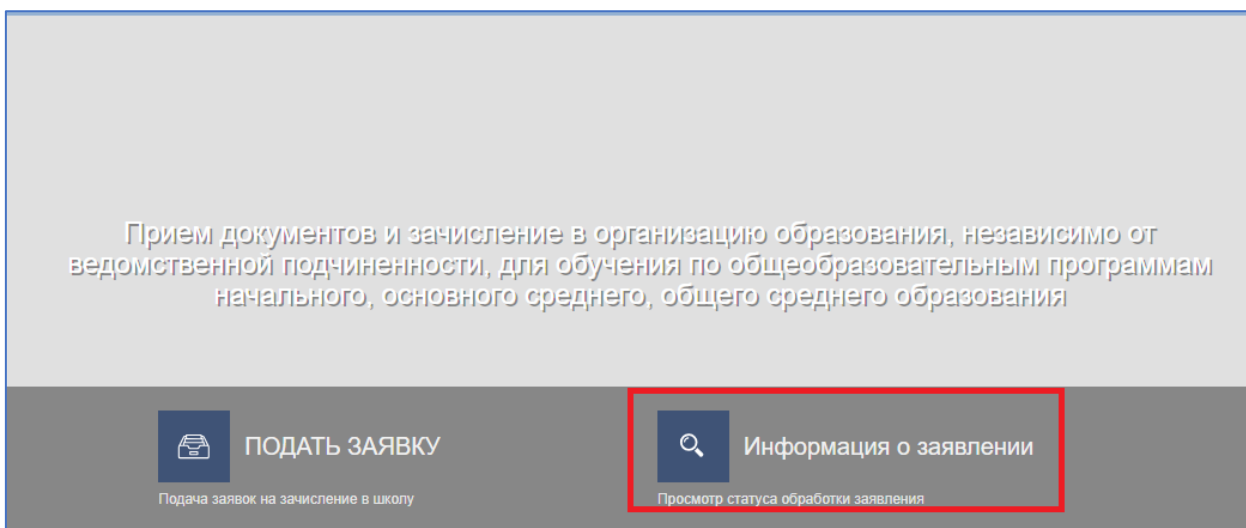 Прием документов и зачисление в организацию образования, независимо от
ведомственной подчиненности, для обучения по общеобразовательным программам
начального, основного среднего, общего среднего образования
ПОДАТЬ ЗАЯВКУ
Подача заявок на зачисление в школу
Информация о заявлении
Просмотр статуса обработки заявления